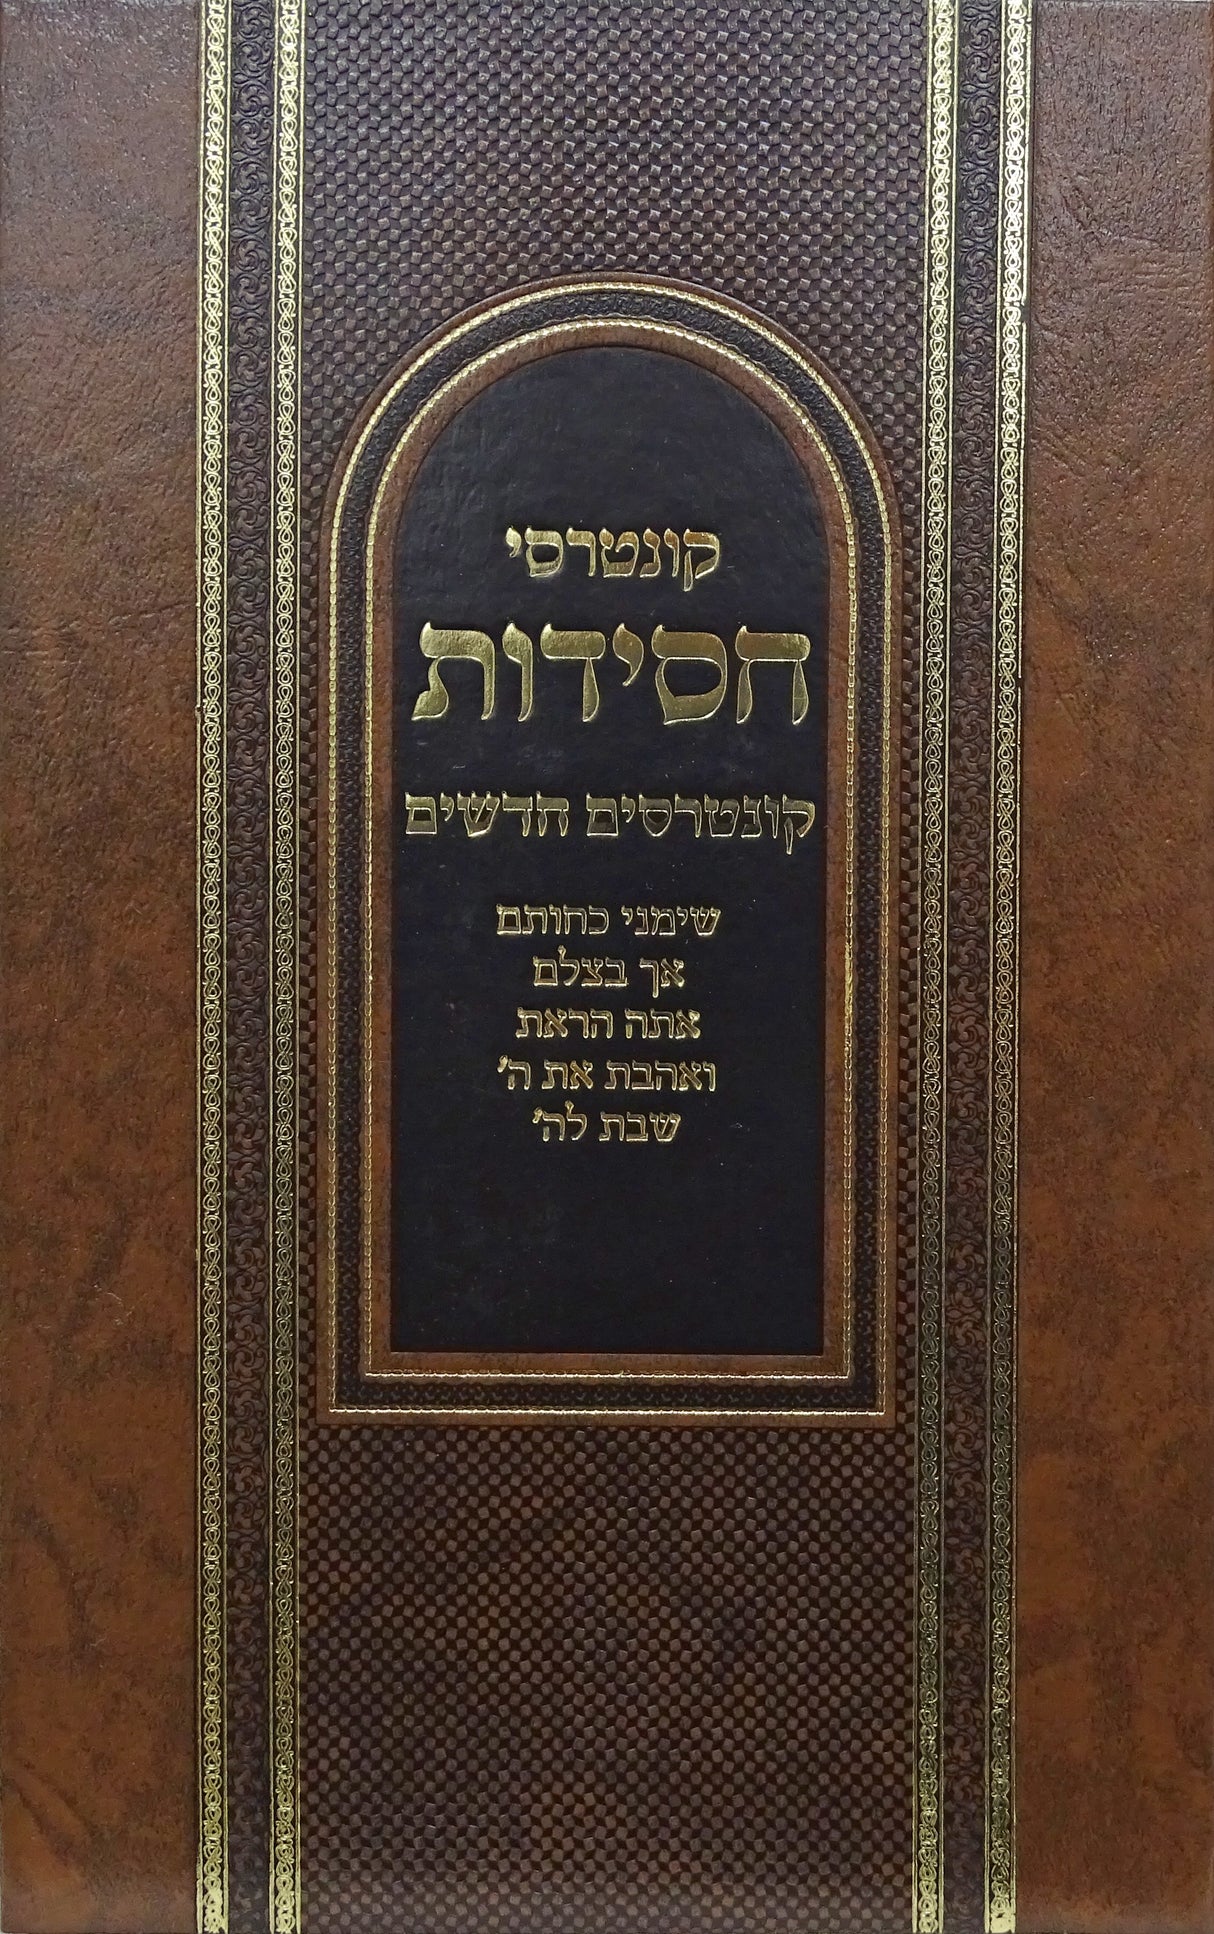 קונטרסי
חסידות
קונטרסים חדשים
שימני כחותם
אך בצלם
אתה הראת
ואהבת את ה'
שבת לה'